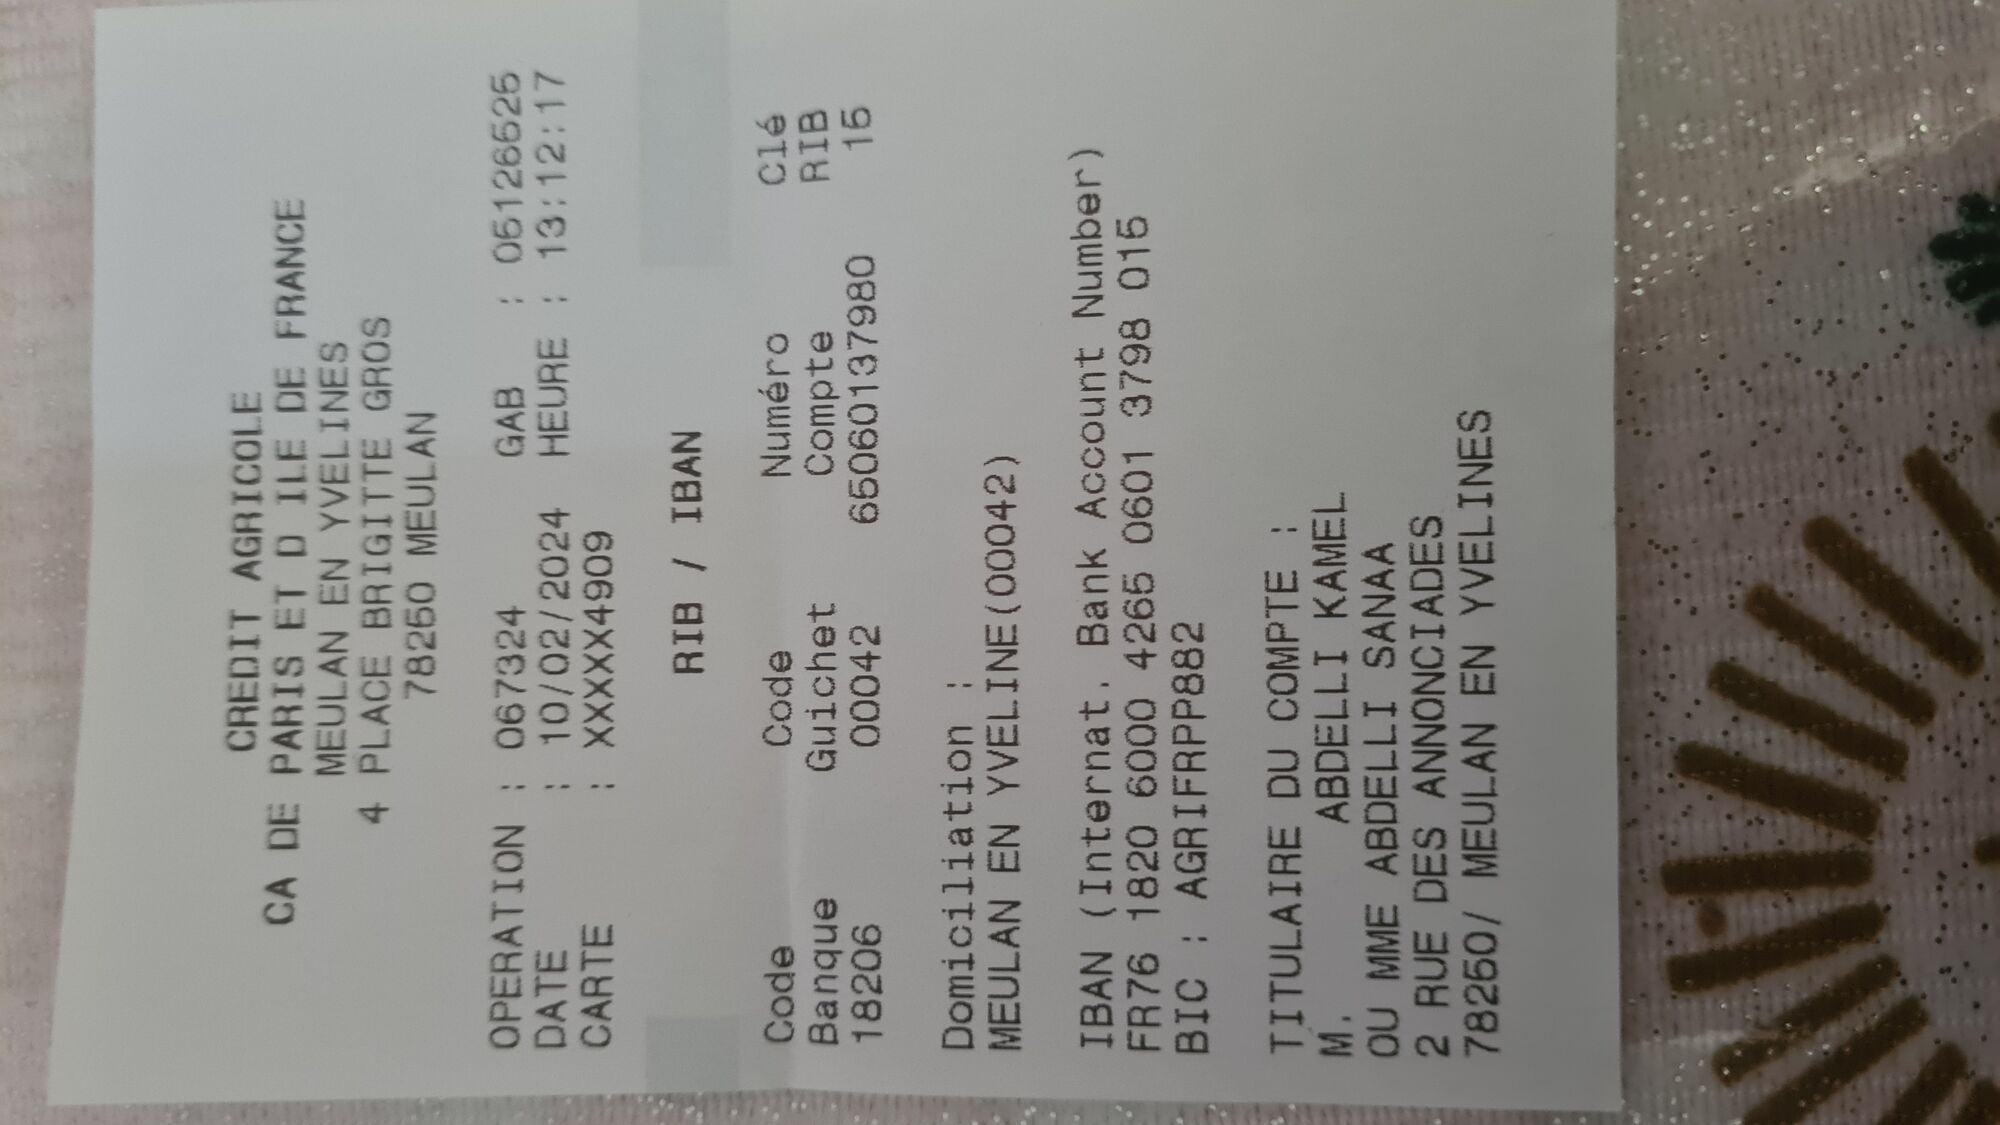 CREDIT AGRICOLE
CA DE PARIS ET D ILE DE FRANCE
MEULAN EN YVELINES
4 PLACE BRIGITTE GROS
78250 MEULAN
OPERATION : 067324 GAB : 051126525
DATE : 10/02/2024 HEURE : 13:12:17
CARTE : XXXXXX4909
RIB / IBAN
Code Code Numéro Clé
Banque Guichet Compte RIB
18206 00042 65060137980 15
Domiciliation :
MEULAN EN YVELINE(00042)
IBAN (Internat. Bank Account Number)
FR76 1820 6000 4265 0601 3798 015
BIC : AGRIFRPP882
TITULAIRE DU COMPTE :
M. ABDELLI KAMEL
OU MME ABDELLI SANAA
2 RUE DES ANNONCIADES
78250/ MEULAN EN YVELINES